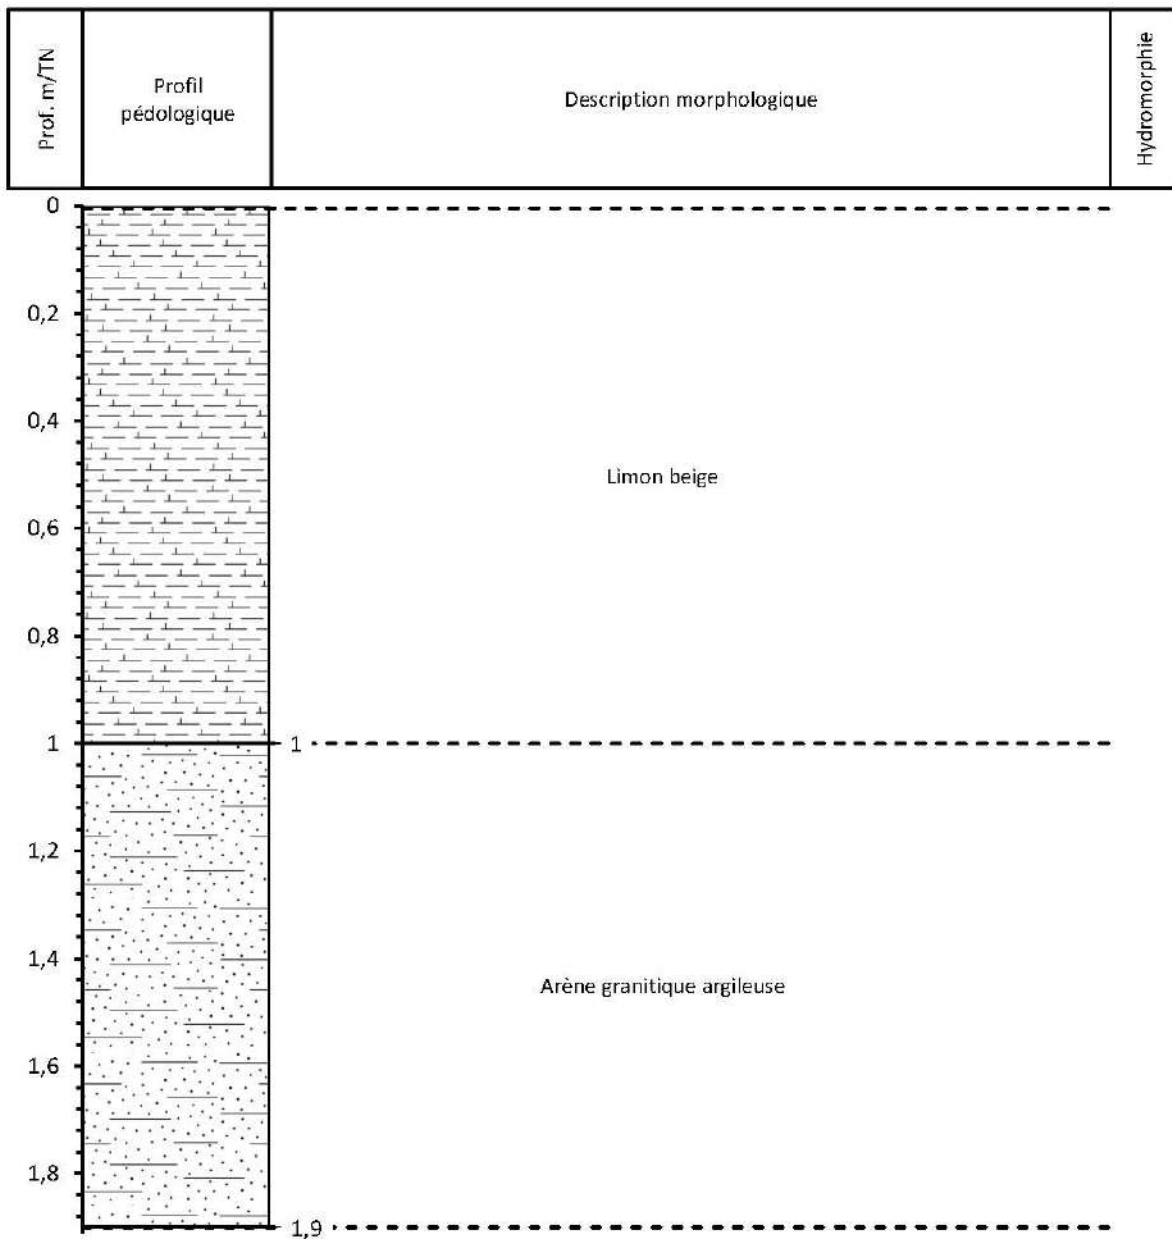 Prof. m/TN
Profil
pédologique
Description morphologique
Hydromorphie
0
0,2
0,4
Limon beige
0,6
0,8
1
1
1,2
1,4
Arène granitique argileuse
1,6
1,8
1,9